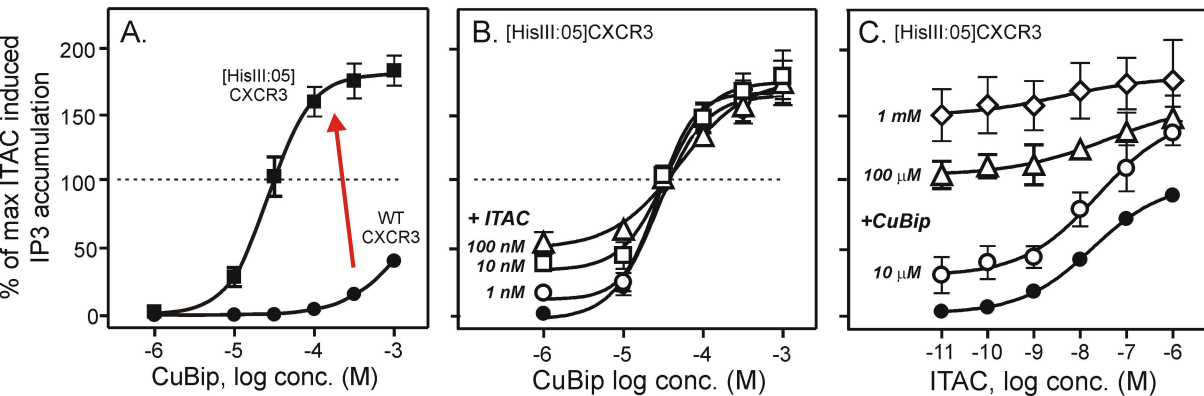 % of max ITAC induced
IP3 accumulation
200
150
100
50
0
A.
[HisIII:05]
CXCR3
WT
CXCR3
-6 -5 -4 -3
CuBip, log conc. (M)
B. [HisIII:05]CXCR3
+ ITAC
100 nM
10 nM
1 nM
-6 -5 -4 -3
CuBip log conc. (M)
C. [HisIII:05]CXCR3
1 mM
100 μM
+CuBip
10 μM
-11 -10 -9 -8 -7 -6
ITAC, log conc. (M)